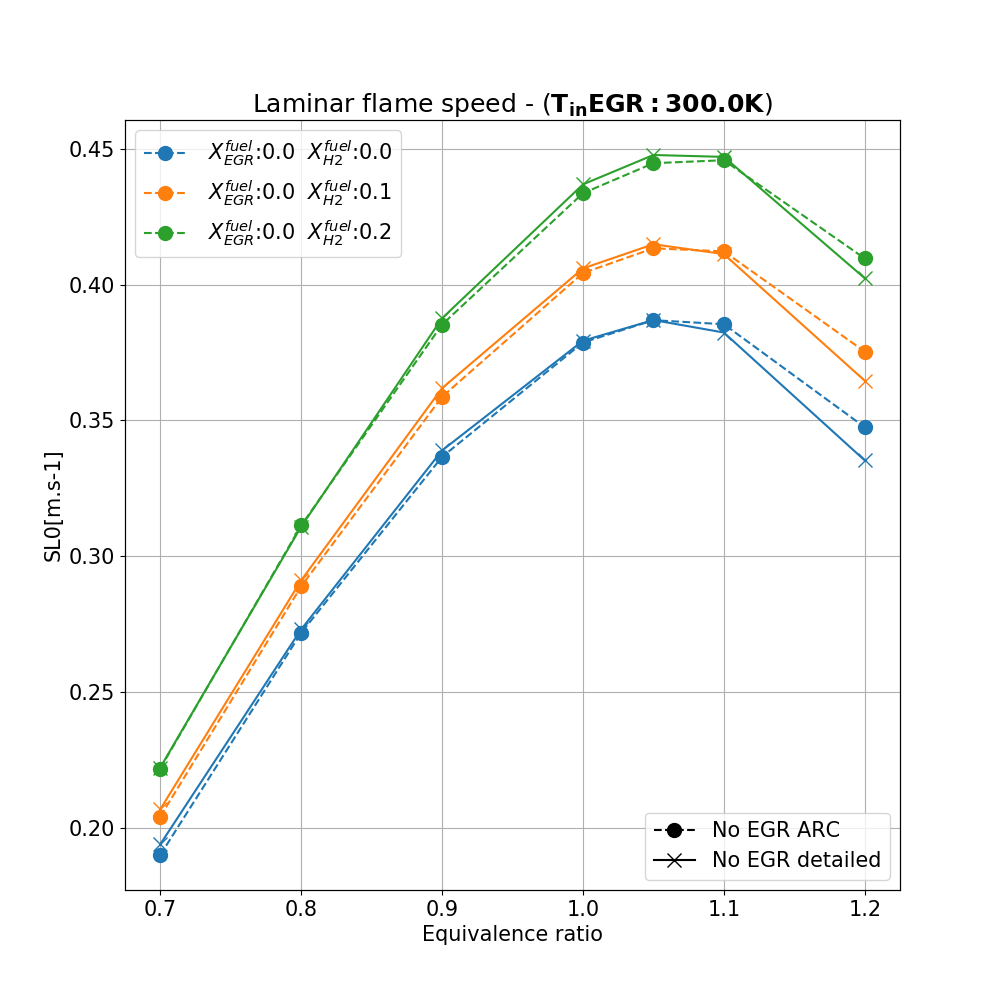 Laminar flame speed - (T_inEGR : 300.0K)
X_EGR^fuel:0.0 X_H2^fuel:0.0
X_EGR^fuel:0.0 X_H2^fuel:0.1
X_EGR^fuel:0.0 X_H2^fuel:0.2
0.45
0.40
0.35
0.30
0.25
0.20
SL0[m.s-1]
No EGR ARC
No EGR detailed
0.7 0.8 0.9 1.0 1.1 1.2
Equivalence ratio